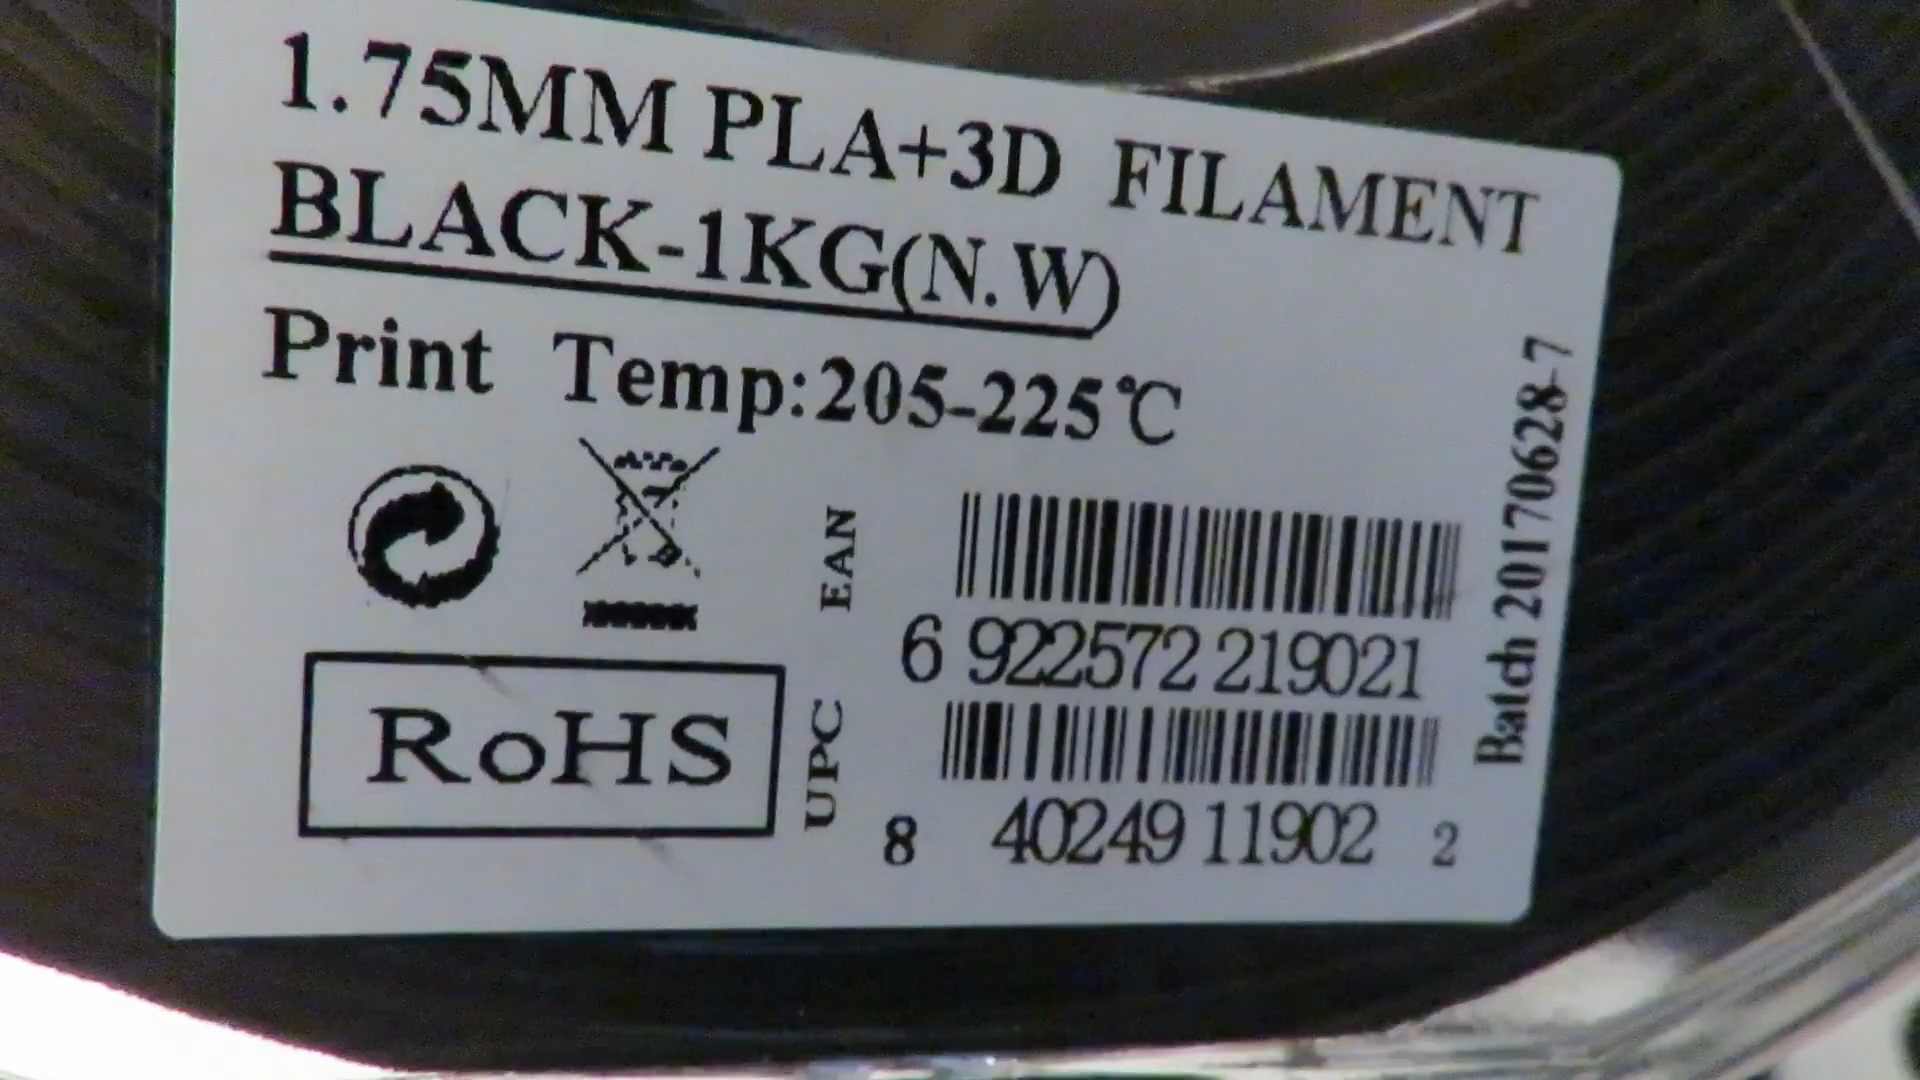 1.75MM PLA+3D FILAMENT
BLACK-1KG(N.W)
Print Temp:205-225℃
EAN
6 922572 219021
RoHS
UPC
8 40249 11902 2
Batch 20170628-7